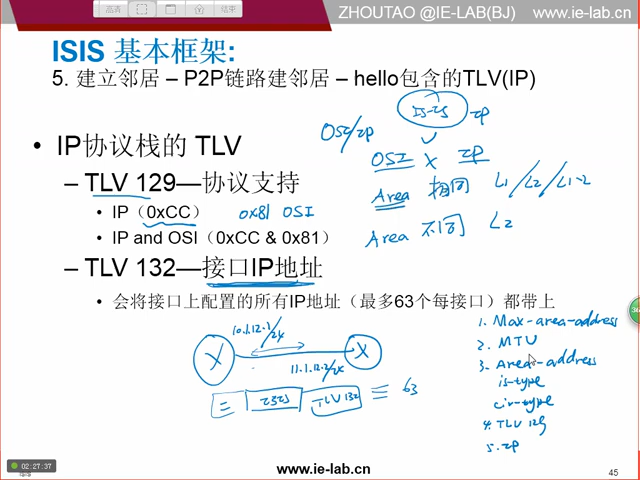 高清
结束
ZHOUTAO @IE-LAB(BJ) www.ie-lab.cn
ISIS 基本框架:
5. 建立邻居 – P2P链路建邻居 – hello包含的TLV(IP)
IS-IS
IP
OSI/IP
• IP协议栈的 TLV
OSI X IP
– TLV 129—协议支持
Area 相同 L1/L2/L1-2
• IP（0xCC）
0x81 OSI
• IP and OSI（0xCC & 0x81）
Area 不同 L2
– TLV 132—接口IP地址
• 会将接口上配置的所有IP地址（最多63个每接口）都带上
10.1.12.1/24
X
X
11.1.12.2/24
TLV 132
63
1. Max-area-address
2. MTU
3. Area-address
is-type
cir-type
4. TLV 129
5. IP
02:27:37
www.ie-lab.cn
45